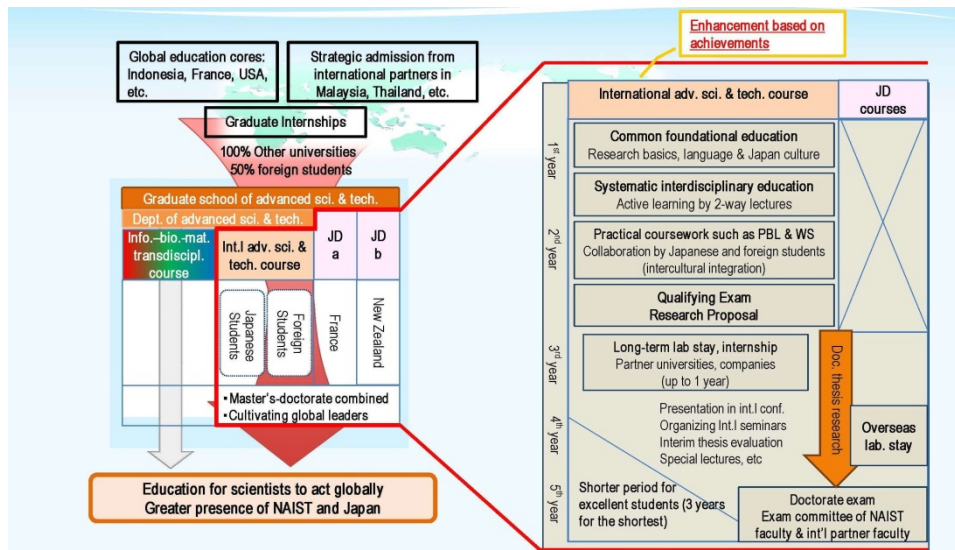 Enhancement based on
achievements
Global education cores:
Indonesia, France, USA,
etc.
Strategic admission from
international partners in
Malaysia, Thailand, etc.
Graduate Internships
100% Other universities
50% foreign students
Graduate school of advanced sci. & tech.
Dept. of advanced sci. & tech.
Info.–bio.-mat.
transdiscipl.
course
Int.l adv. sci. &
tech. course
JD
a
JD
b
Japanese
Students
Foreign
Students
France
New Zealand
▪ Master's-doctorate combined
▪ Cultivating global leaders
Education for scientists to act globally
Greater presence of NAIST and Japan
International adv. sci. & tech. course
JD
courses
1st year
Common foundational education
Research basics, language & Japan culture
Systematic interdisciplinary education
Active learning by 2-way lectures
2nd year
Practical coursework such as PBL & WS
Collaboration by Japanese and foreign students
(intercultural integration)
Qualifying Exam
Research Proposal
3rd year
Long-term lab stay, internship
Partner universities, companies
(up to 1 year)
Doc. thesis research
4th year
Presentation in int.l conf.
Organizing Int.l seminars
Interim thesis evaluation
Special lectures, etc
Overseas
lab. stay
5th year
Shorter period for
excellent students (3 years
for the shortest)
Doctorate exam
Exam committee of NAIST
faculty & int'l partner faculty